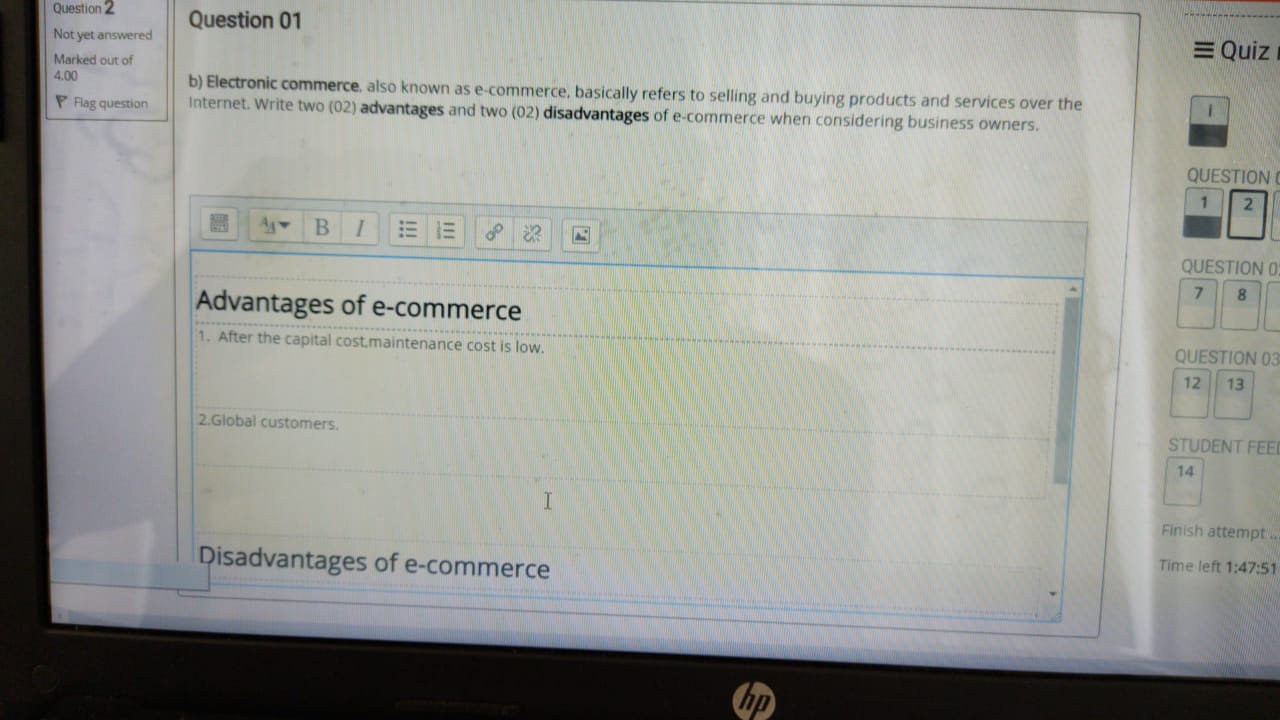 Question 2
Not yet answered
Marked out of
4.00
Flag question
Question 01
b) Electronic commerce, also known as e-commerce, basically refers to selling and buying products and services over the
Internet. Write two (02) advantages and two (02) disadvantages of e-commerce when considering business owners.
B I
Advantages of e-commerce
1. After the capital cost,maintenance cost is low.
2.Global customers.
Disadvantages of e-commerce
Quiz
i
QUESTION
1 2
QUESTION 0
7 8
QUESTION 03
12 13
STUDENT
14
Finish attempt ...
Time left 1:47:51
hp